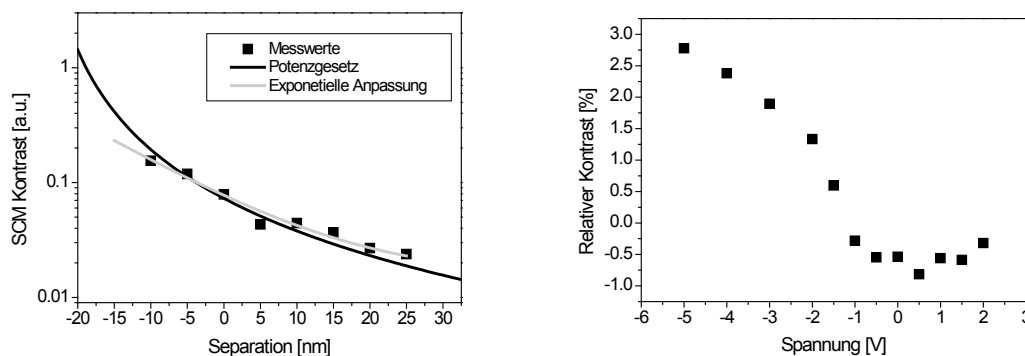 SCM Kontrast [a.u.]
1
0.1
0.01
Messwerte
Potenzgesetz
Exponetielle Anpassung
-20 -15 -10 -5 0 5 10 15 20 25 30
Separation [nm]
Relativer Kontrast [%]
3.0
2.5
2.0
1.5
1.0
0.5
0.0
-0.5
-1.0
-6 -5 -4 -3 -2 -1 0 1 2 3
Spannung [V]